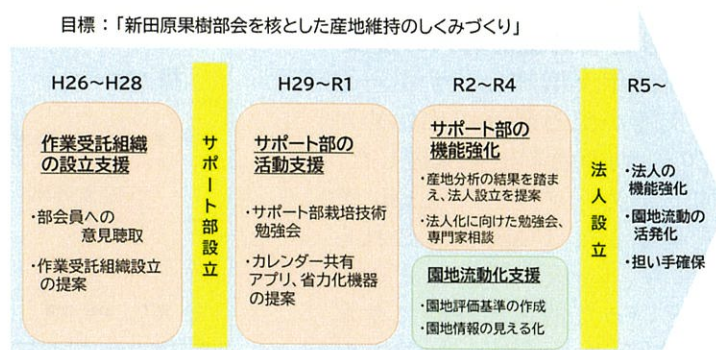 目標：「新田原果樹部会を核とした産地維持のしくみづくり」
H26～H28
作業受託組織
の設立支援
・部会員への
意見聴取
・作業受託組織設立
の提案
サポート部設立
H29～R1
サポート部の
活動支援
・サポート部栽培技術
勉強会
・カレンダー共有
アプリ、省力化機器
の提案
R2～R4
サポート部の
機能強化
・産地分析の結果を踏ま
え、法人設立を提案
・法人化に向けた勉強会、
専門家相談
園地流動化支援
・園地評価基準の作成
・園地情報の見える化
法人設立
R5～
・法人の
機能強化
・園地流動の
活発化
・担い手確保